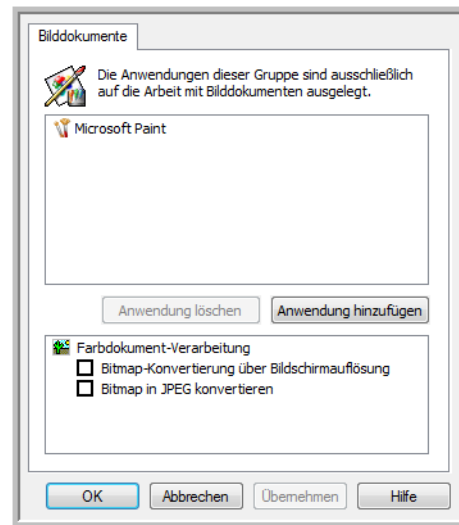 Bilddokumente
Die Anwendungen dieser Gruppe sind ausschließlich
auf die Arbeit mit Bilddokumenten ausgelegt.
Microsoft Paint
Anwendung löschen
Anwendung hinzufügen
Farbdokument-Verarbeitung
Bitmap-Konvertierung über Bildschirmauflösung
Bitmap in JPEG konvertieren
OK
Abbrechen
Übernehmen
Hilfe